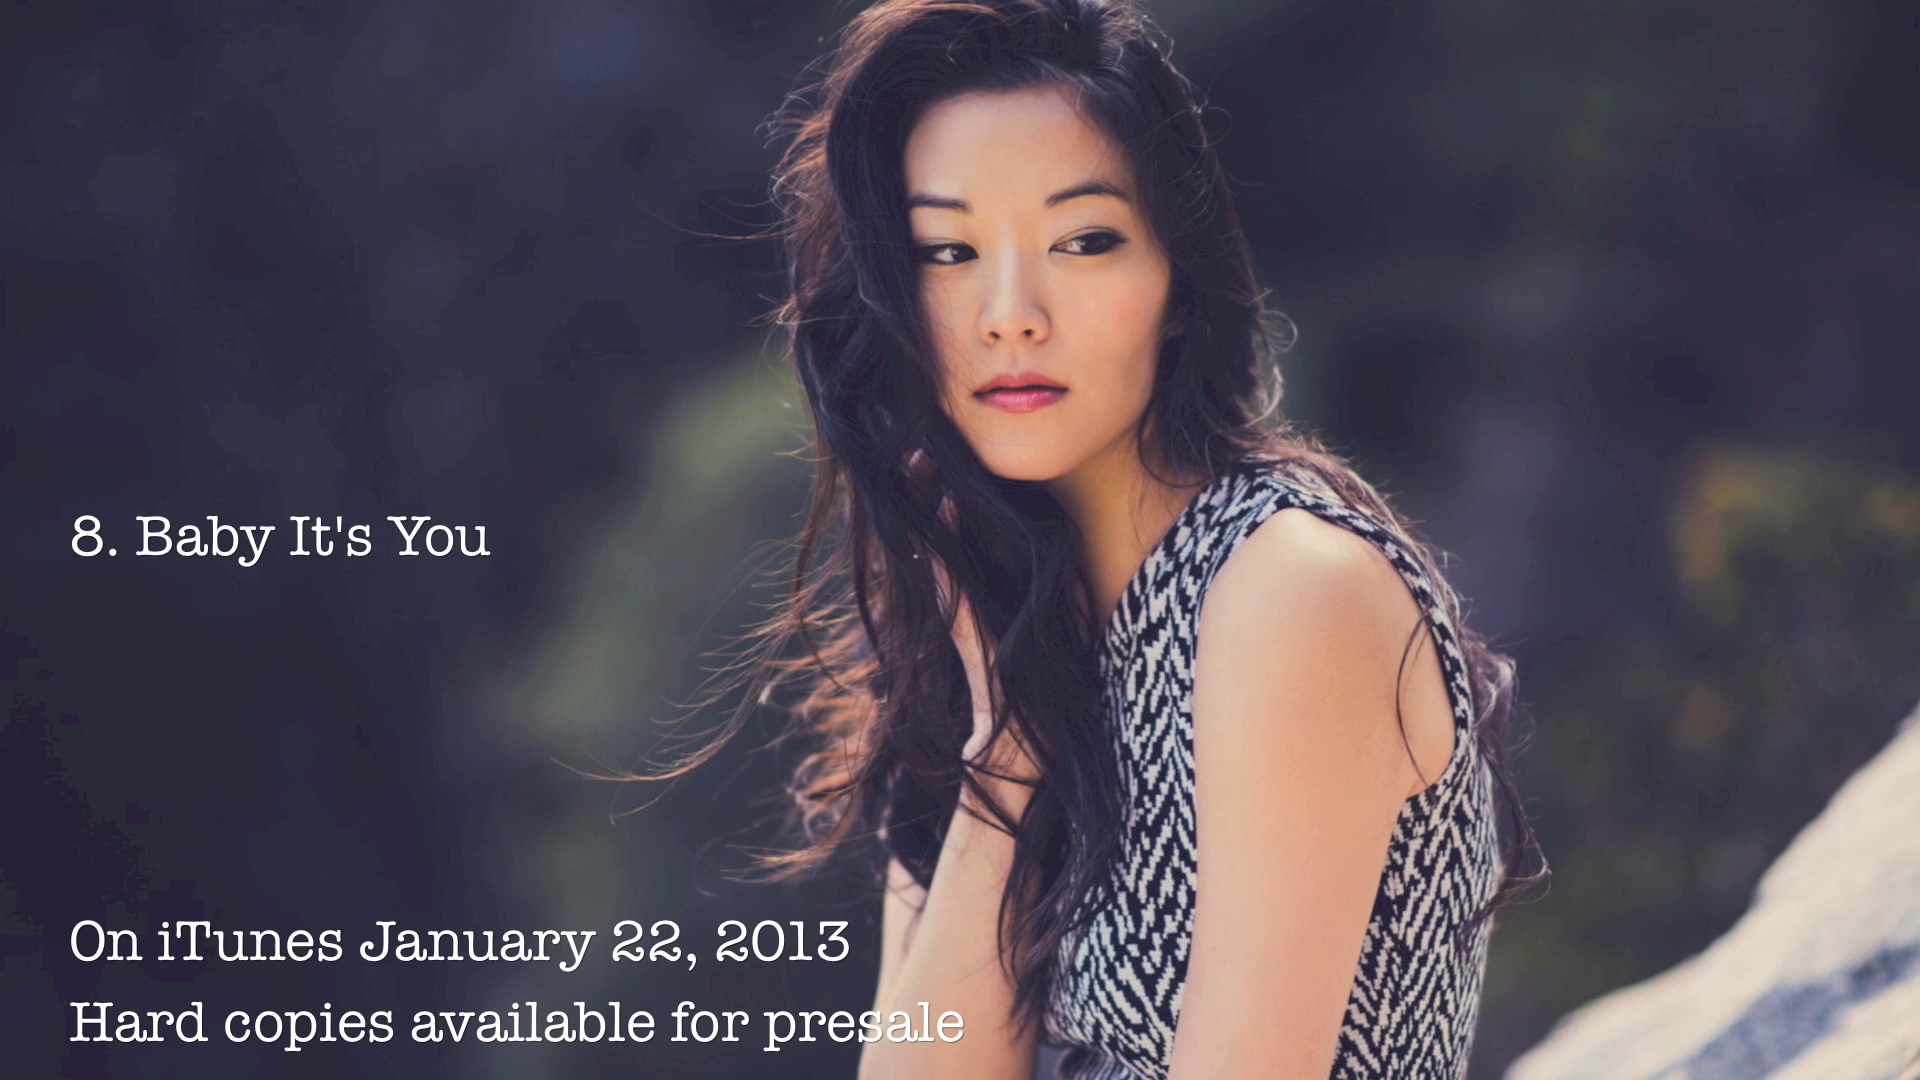 8. Baby It's You
On iTunes January 22, 2013
Hard copies available for presale